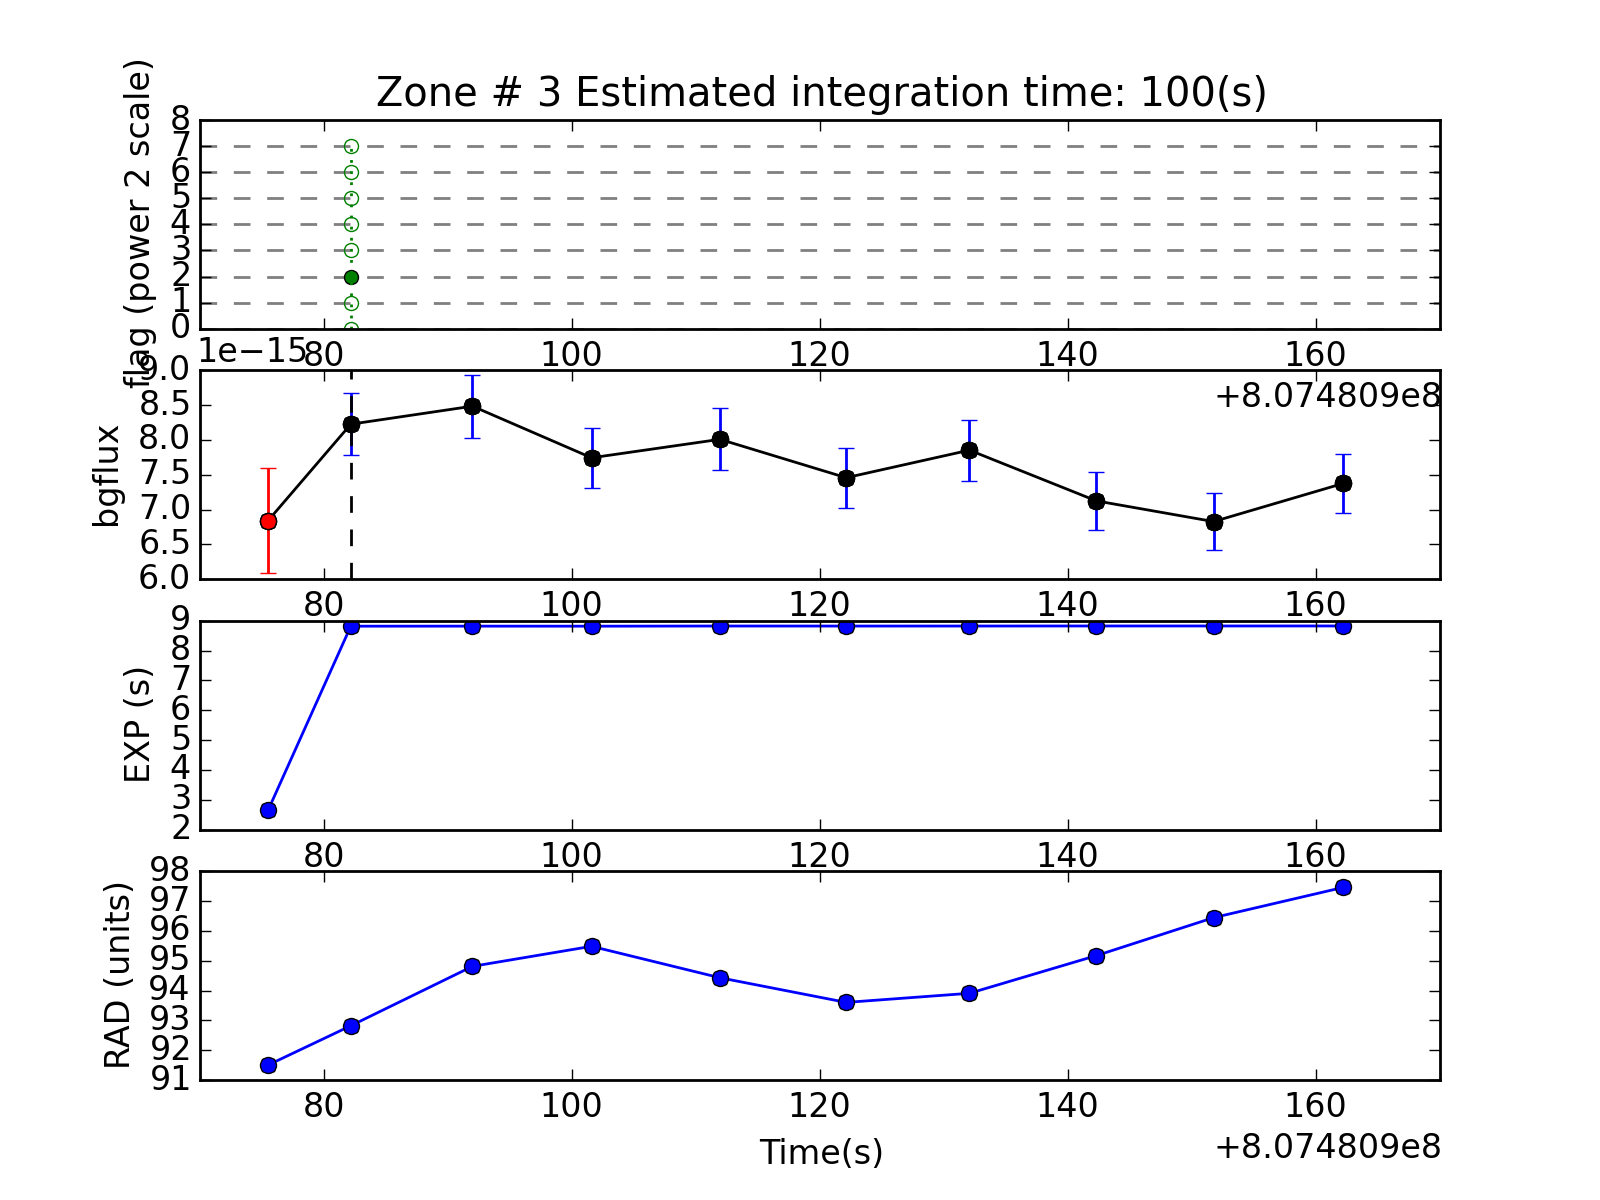 Zone # 3 Estimated integration time: 100(s)
flag (power 2 scale)
8
7
6
5
4
3
2
1
0
80 100 120 140 160
1e−15
+8.074809e8
bgflux
9.0
8.5
8.0
7.5
7.0
6.5
6.0
80 100 120 140 160
EXP (s)
9
8
7
6
5
4
3
2
80 100 120 140 160
RAD (units)
98
97
96
95
94
93
92
91
80 100 120 140 160
Time(s)
+8.074809e8